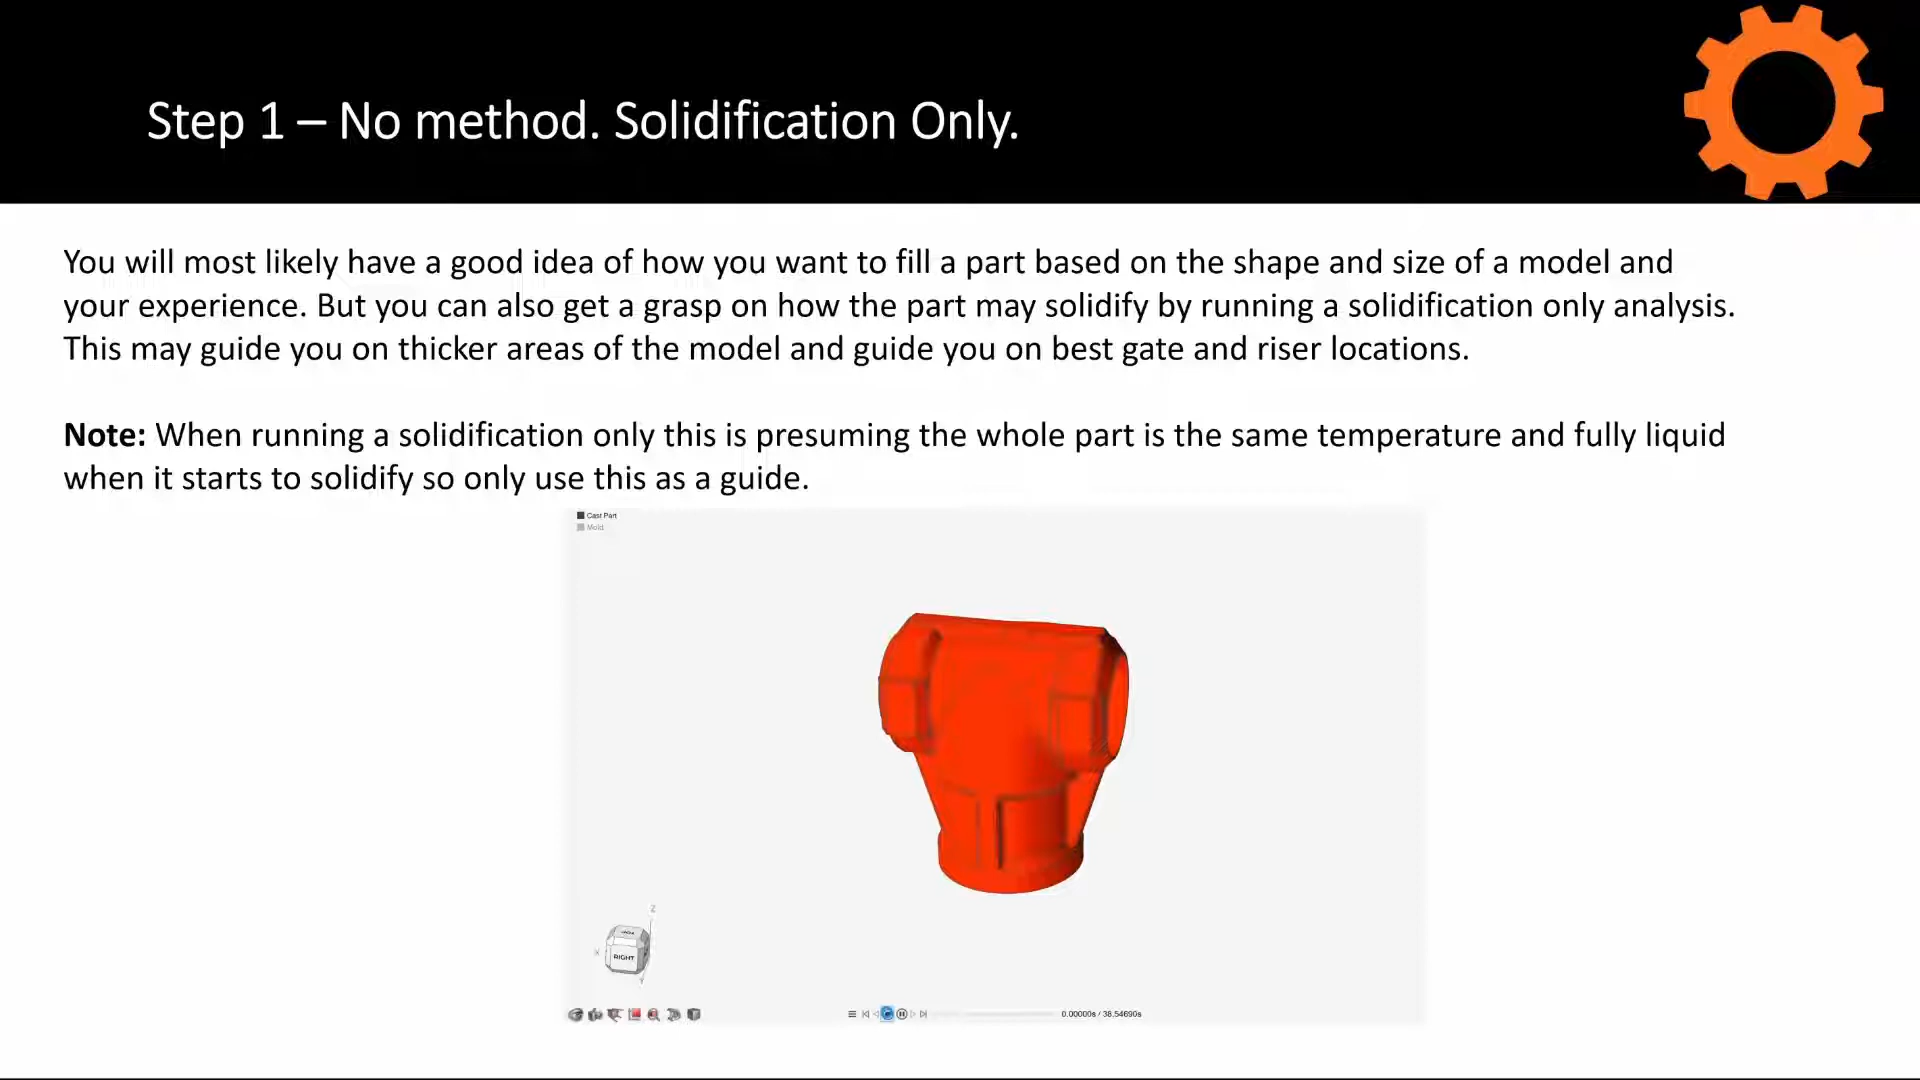 Step 1 – No method. Solidification Only.
You will most likely have a good idea of how you want to fill a part based on the shape and size of a model and
your experience. But you can also get a grasp on how the part may solidify by running a solidification only analysis.
This may guide you on thicker areas of the model and guide you on best gate and riser locations.
Note: When running a solidification only this is presuming the whole part is the same temperature and fully liquid
when it starts to solidify so only use this as a guide.
Cast Part
Mold
Z
X
RIGHT
Y
0.00000s / 38.54690s